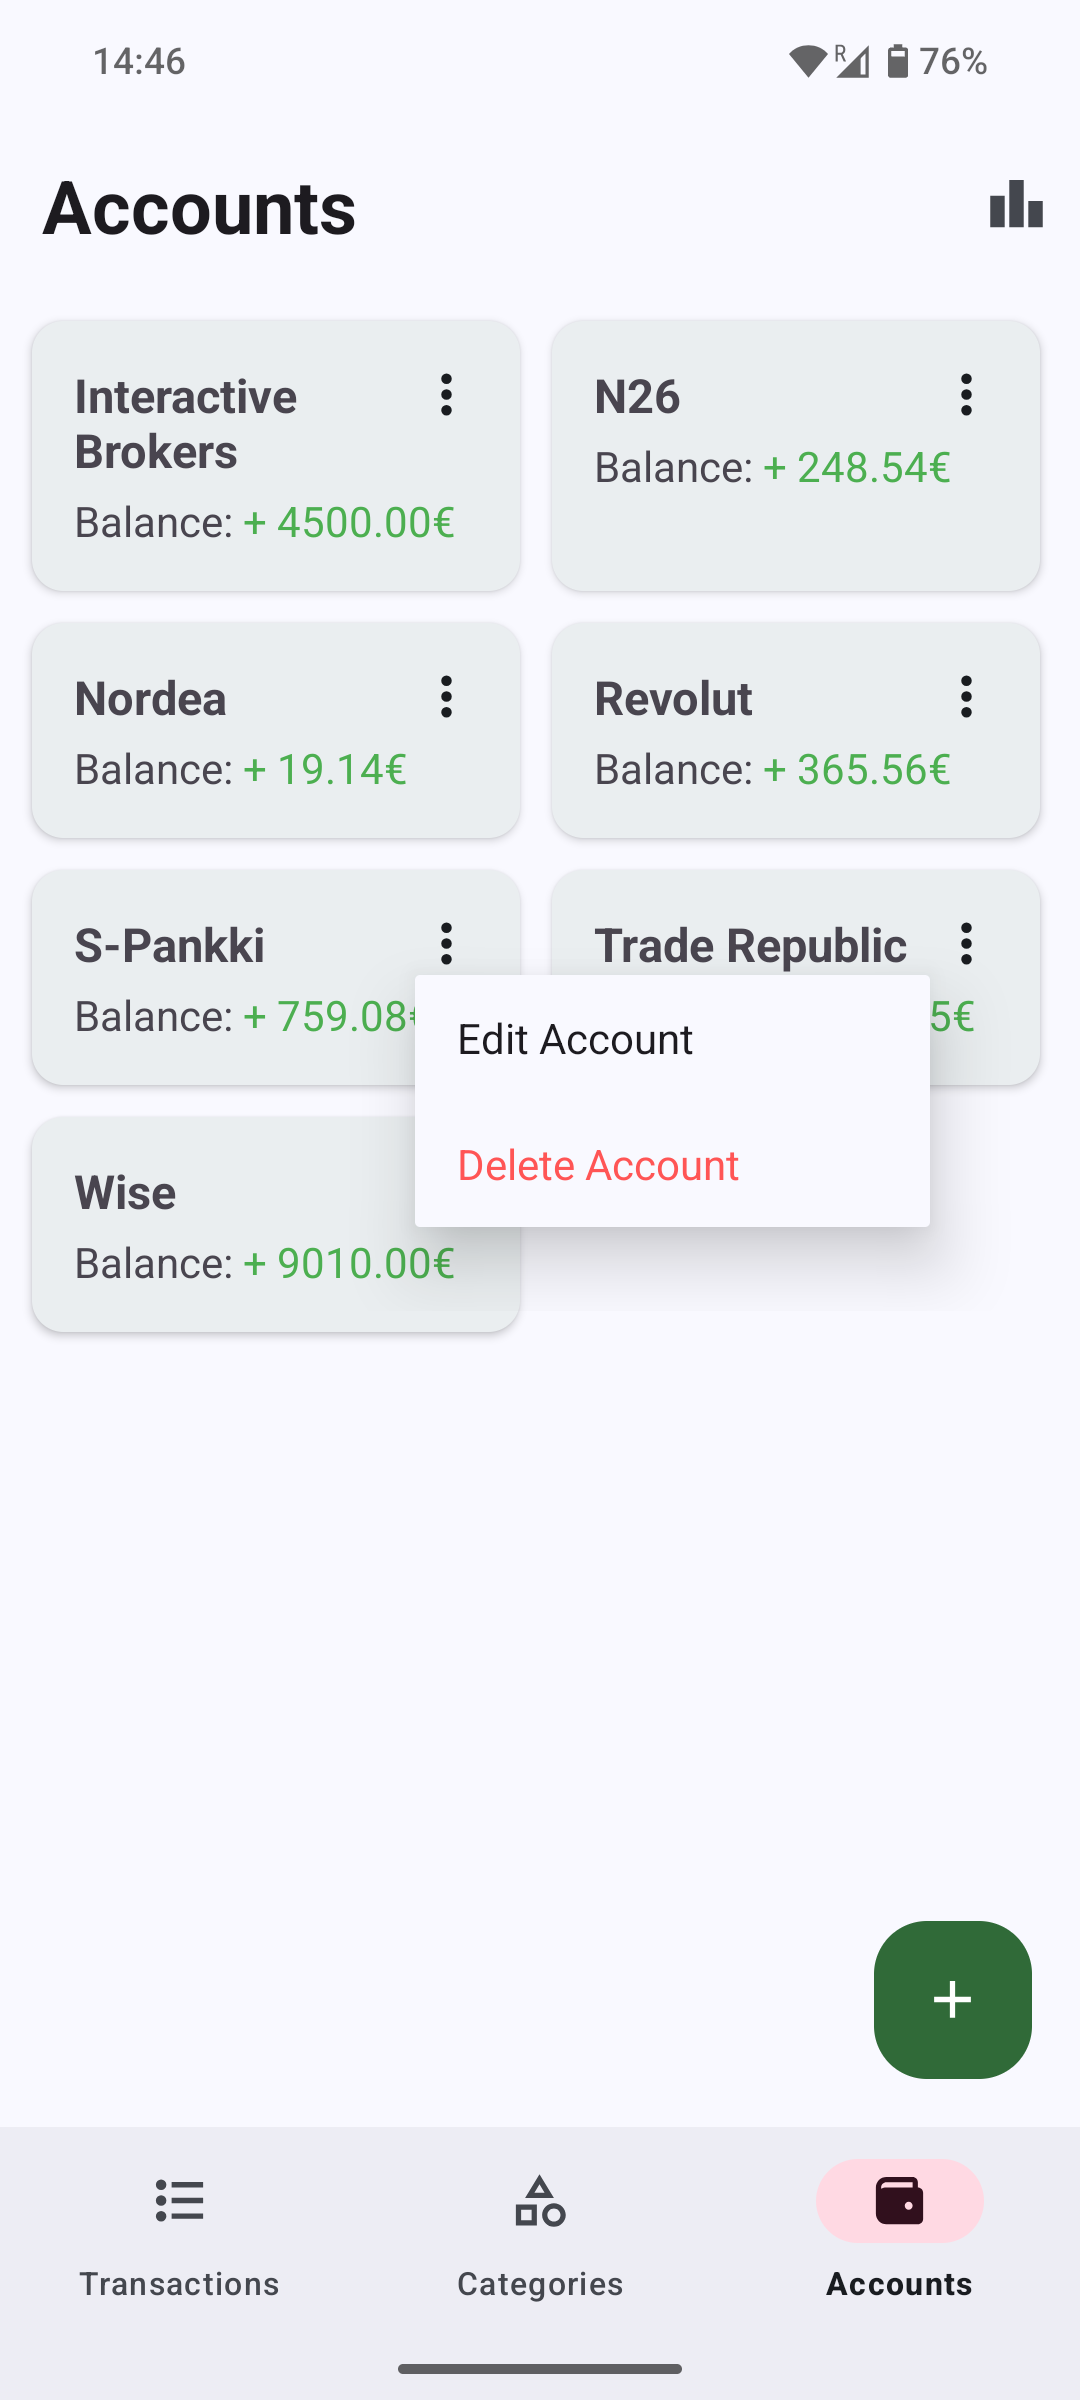 14:46
R
76%
Accounts
Interactive
Brokers
Balance: + 4500.00€
N26
Balance: + 248.54€
Nordea
Balance: + 19.14€
Revolut
Balance: + 365.56€
S-Pankki
Balance: + 759.08€
Trade Republic
5€
Edit Account
Delete Account
Wise
Balance: + 9010.00€
Transactions
Categories
Accounts